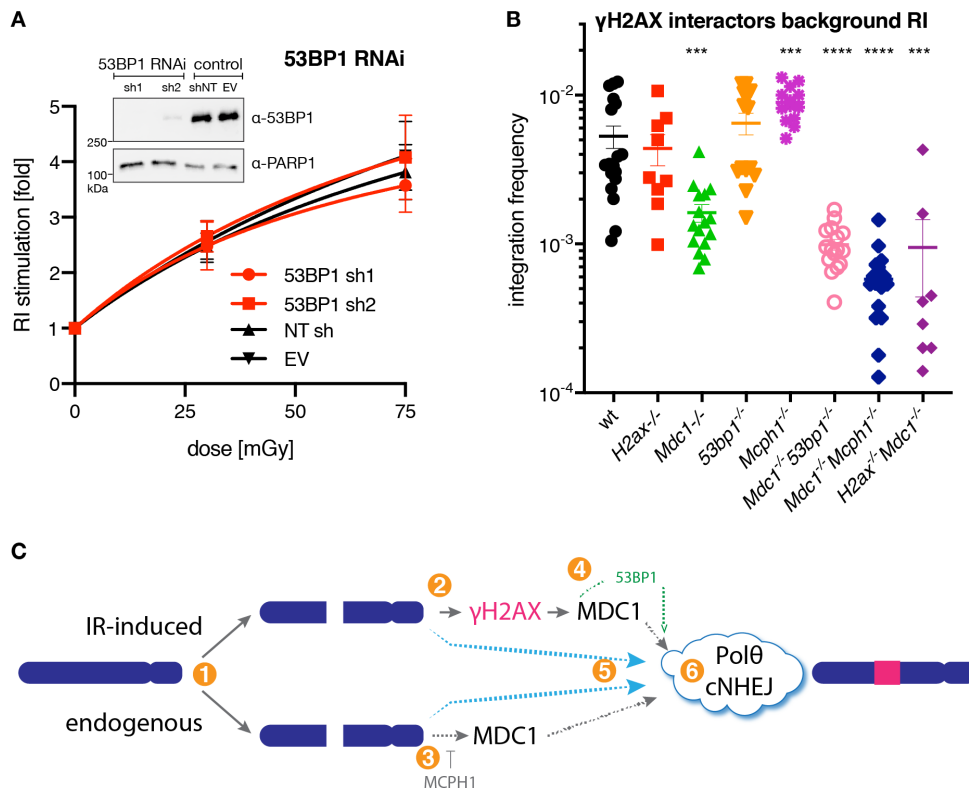 A
53BP1 RNAi
53BP1 RNAi control
sh1 sh2 shNT EV
α-53BP1
250
α-PARP1
100
kDa
RI stimulation [fold]
5
4
3
2
1
0
53BP1 sh1
53BP1 sh2
NT sh
EV
0 25 50 75
dose [mGy]
B
γH2AX interactors background RI
*** *** **** **** ***
integration frequency
10⁻²
10⁻³
10⁻⁴
wt
H2ax-/-
Mdc1-/-
53bp1⁻/⁻
Mcph1⁻/⁻
Mdc1⁻/⁻53bp1⁻/⁻
Mdc1⁻/⁻Mcph1⁻/⁻
H2ax⁻/⁻Mdc1⁻/⁻
C
IR-induced
endogenous
1
2
γH2AX
4
53BP1
MDC1
5
6
Polθ
cNHEJ
3
MDC1
MCPH1